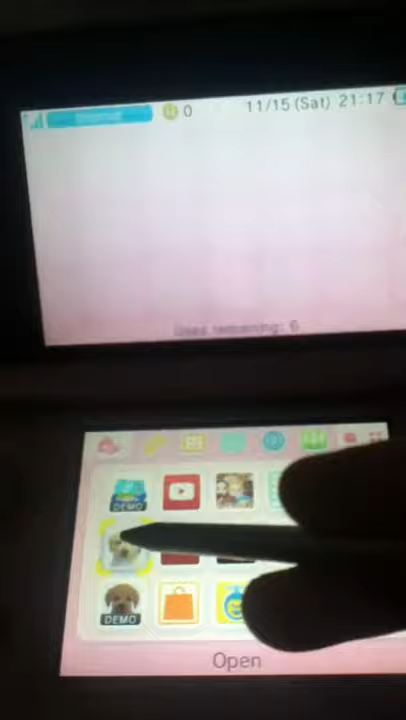 0 11/15 (Sat) 21:17
Uses remaining: 6
DEMO
DEMO
Open